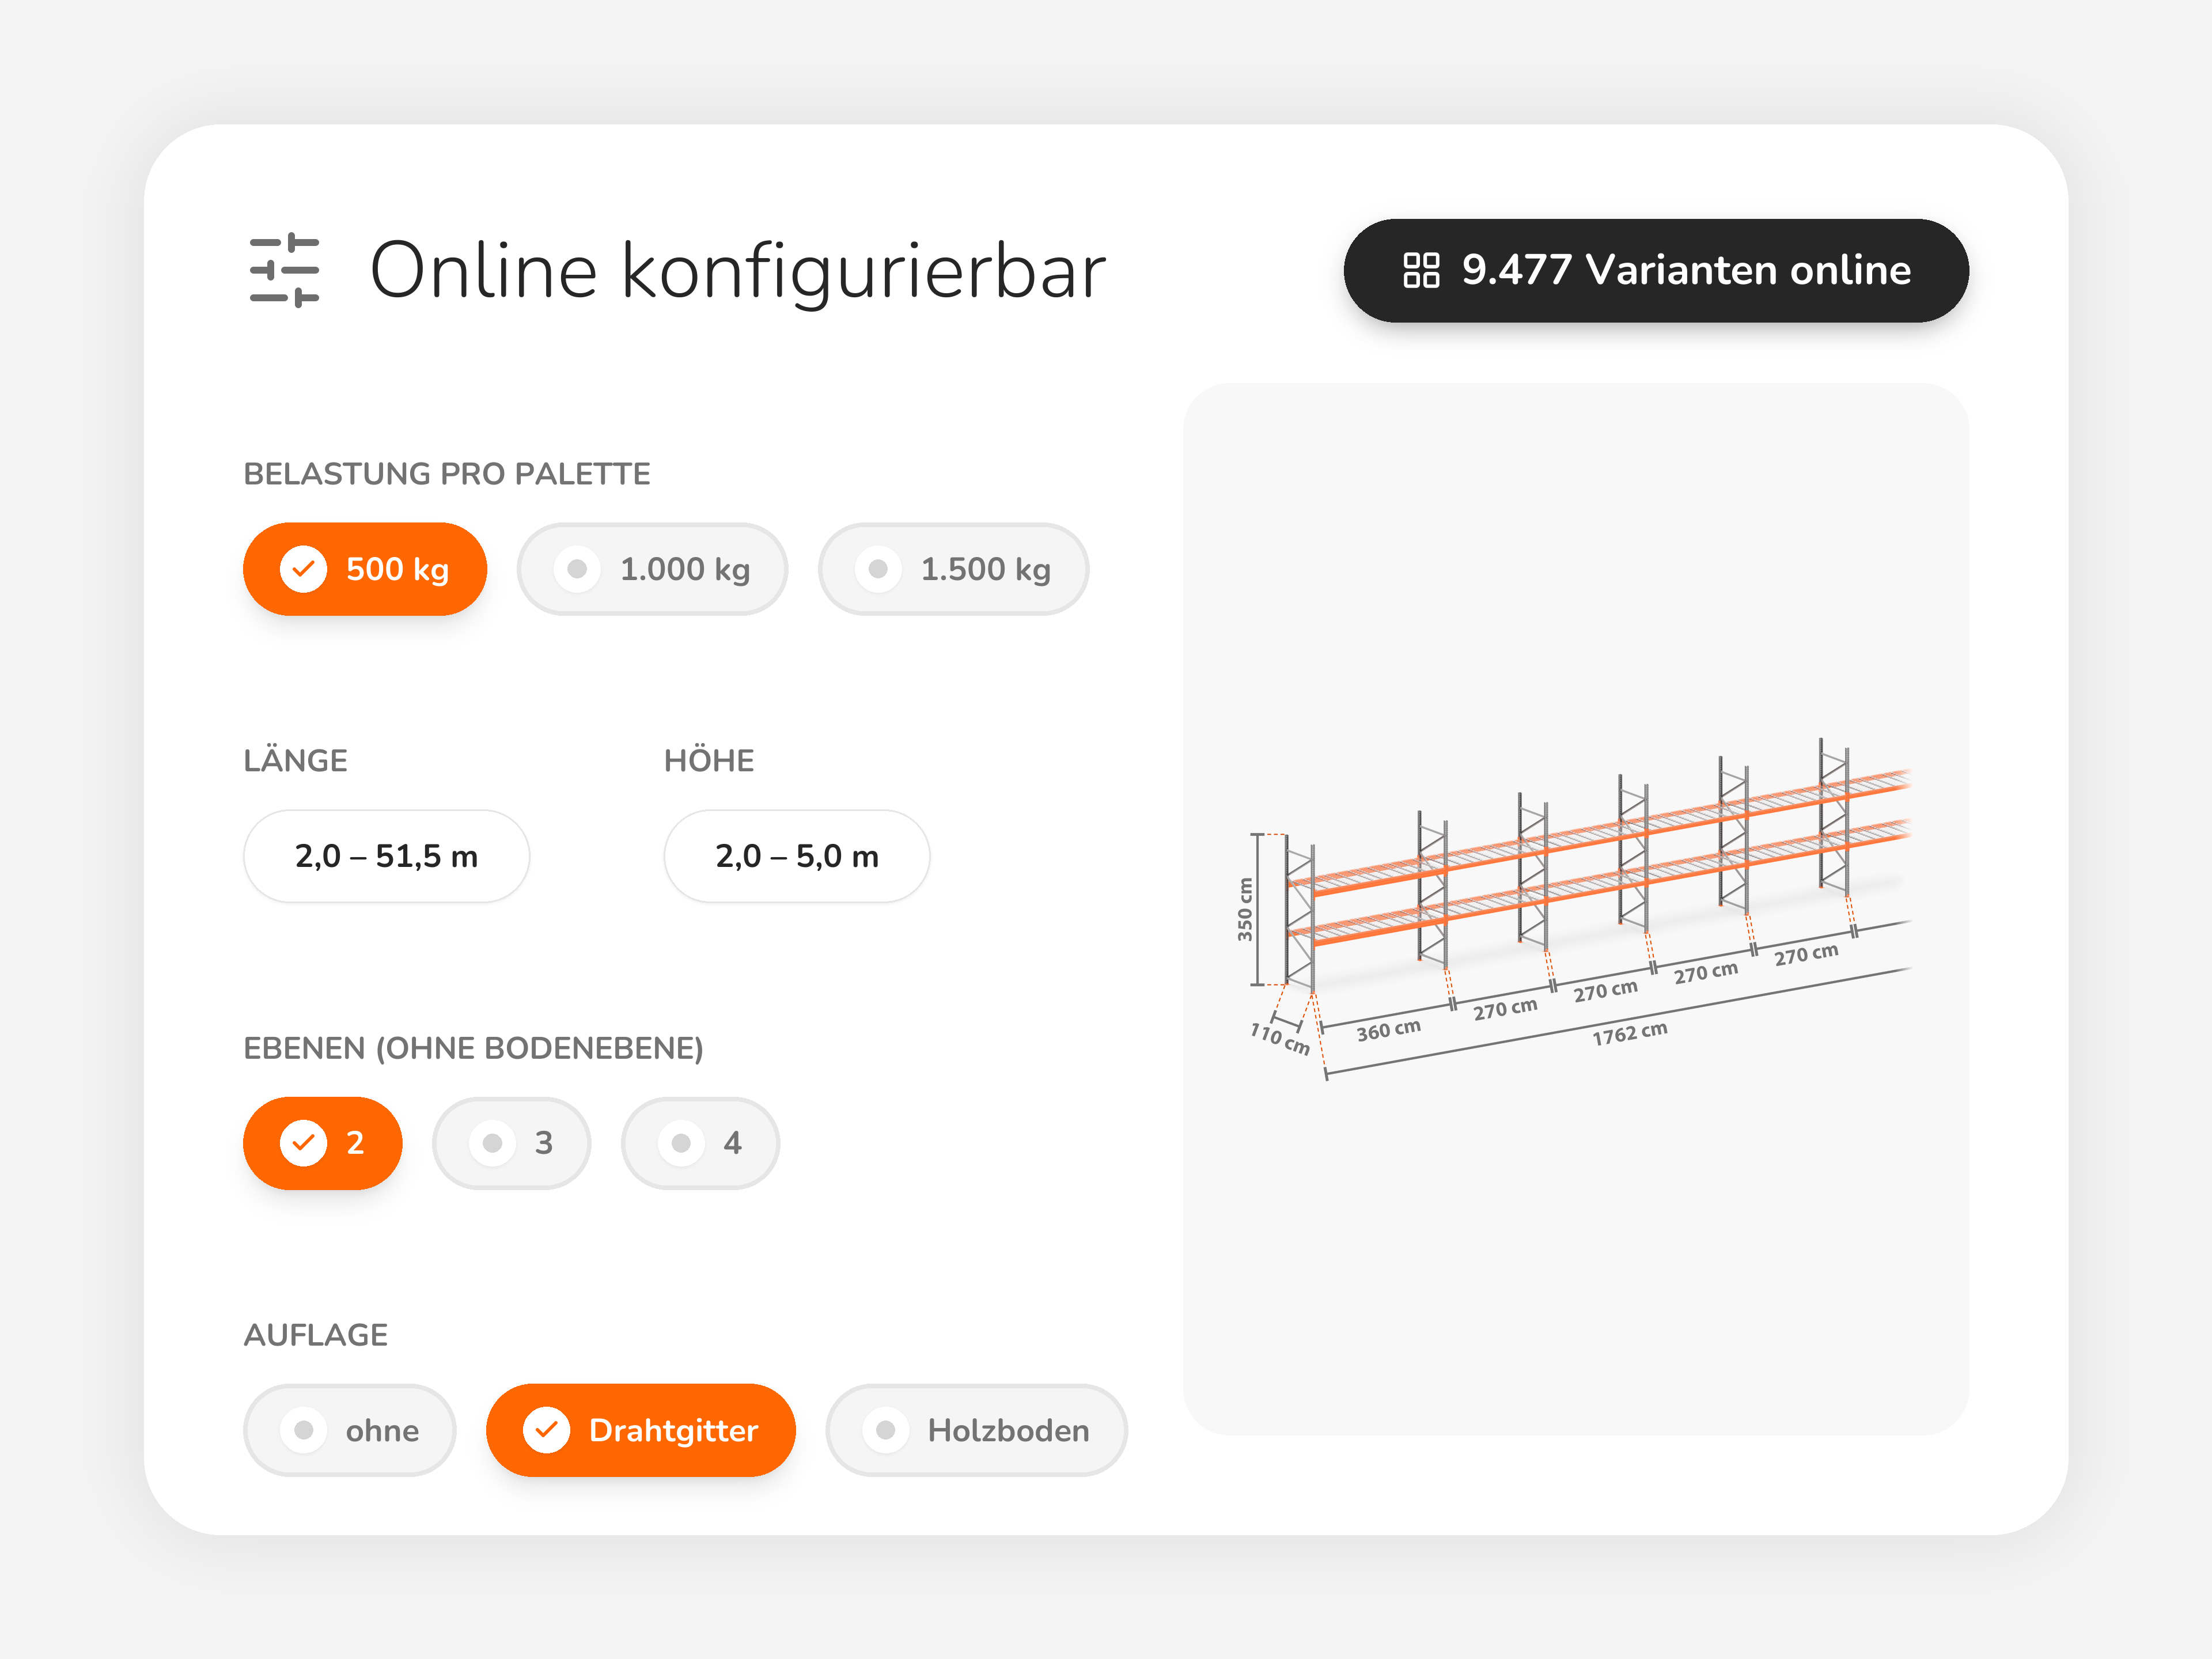 Online konfigurierbar
9.477 Varianten online
BELASTUNG PRO PALETTE
500 kg
1.000 kg
1.500 kg
LÄNGE
HÖHE
2,0 – 51,5 m
2,0 – 5,0 m
EBENEN (OHNE BODENEBENE)
2
3
4
AUFLAGE
ohne
Drahtgitter
Holzboden
350 cm
110 cm
360 cm
270 cm
270 cm
270 cm
270 cm
1762 cm